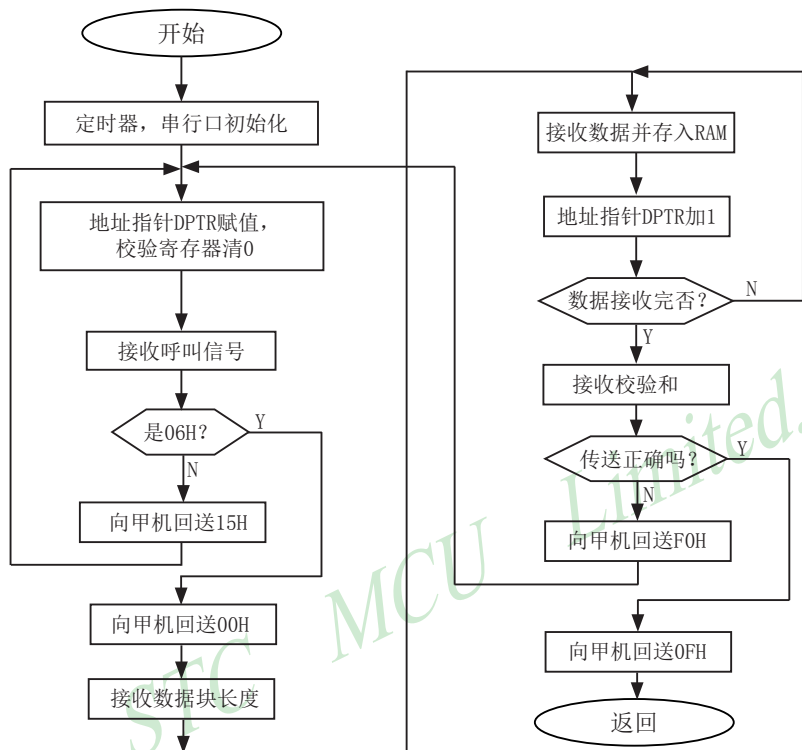 开始
定时器，串行口初始化
地址指针DPTR赋值，
校验寄存器清0
接收呼叫信号
是06H？
Y
N
向甲机回送15H
向甲机回送00H
接收数据块长度
接收数据并存入RAM
地址指针DPTR加1
数据接收完否？
N
Y
接收校验和
传送正确吗？
Y
N
向甲机回送F0H
向甲机回送0FH
返回
STC MCU Limited.